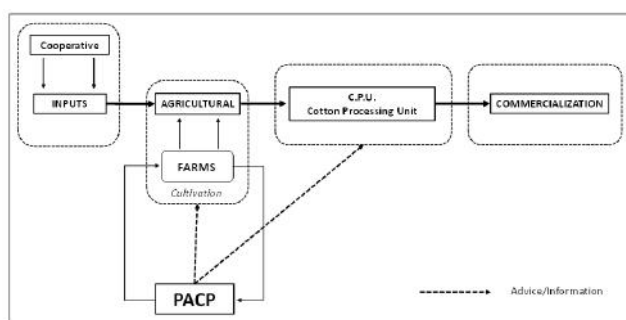 Cooperative
INPUTS
AGRICULTURAL
C.P.U.
Cotton Processing Unit
COMMERCIALIZATION
FARMS
Cultivation
PACP
Advice/Information